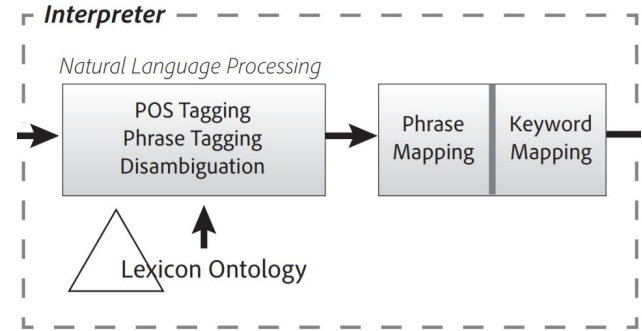 Interpreter
Natural Language Processing
POS Tagging
Phrase Tagging
Disambiguation
Phrase
Mapping
Keyword
Mapping
Lexicon Ontology